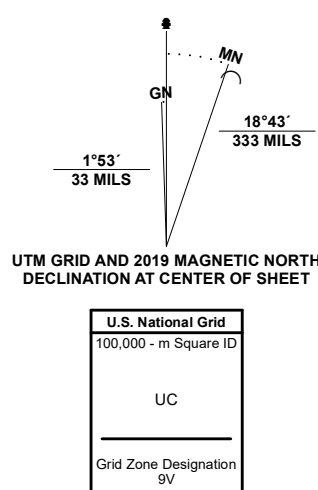 MN
GN
18°43´
333 MILS
1°53´
33 MILS
UTM GRID AND 2019 MAGNETIC NORTH
DECLINATION AT CENTER OF SHEET
U.S. National Grid
100,000 - m Square ID
UC
Grid Zone Designation
9V